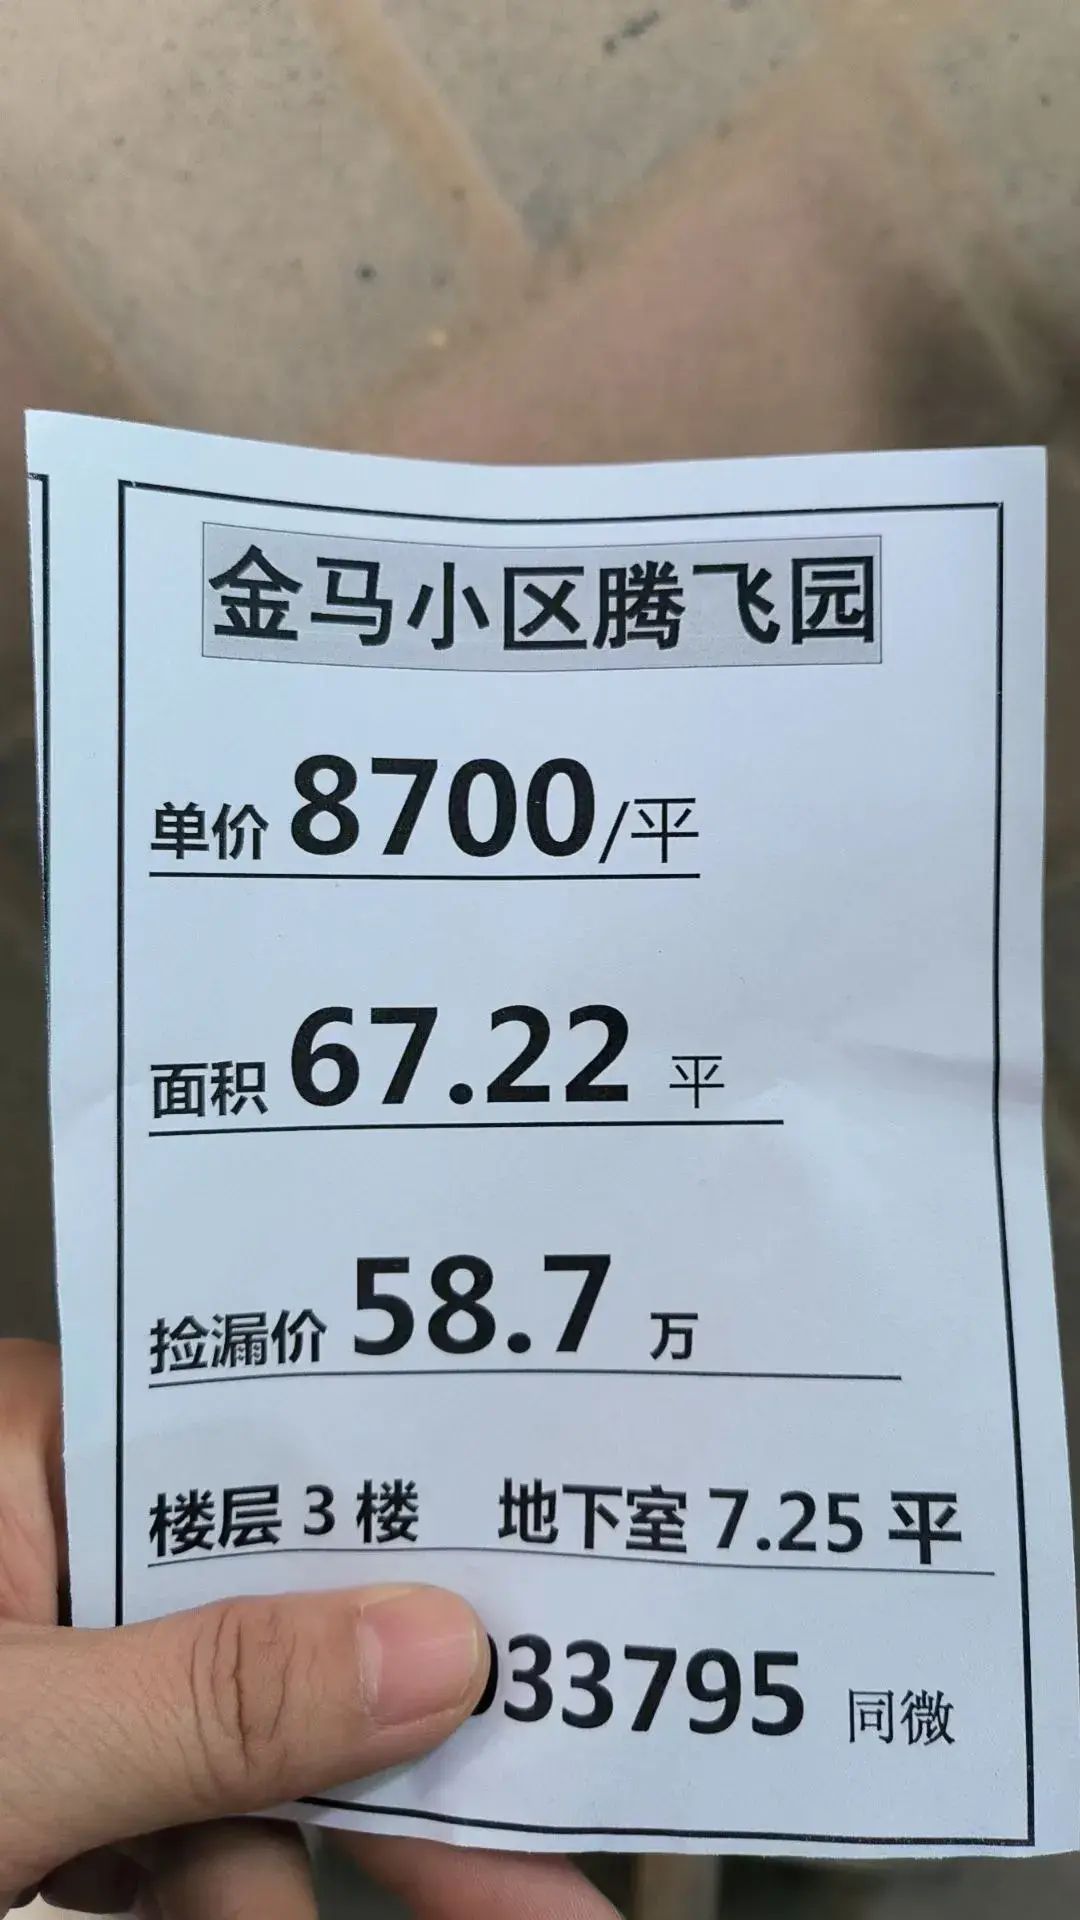 金马小区腾飞园
单价 8700/平
面积 67.22 平
捡漏价 58.7 万
楼层 3 楼 地下室 7.25 平
33795 同微